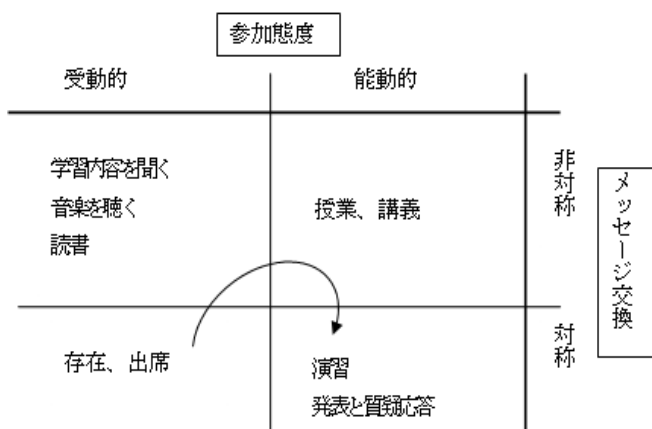 参加態度
受動的
能動的
学習内容を聞く
音楽を聴く
読書
授業、講義
非対称
メッセージ交換
存在、出席
演習
発表と質疑応答
対称